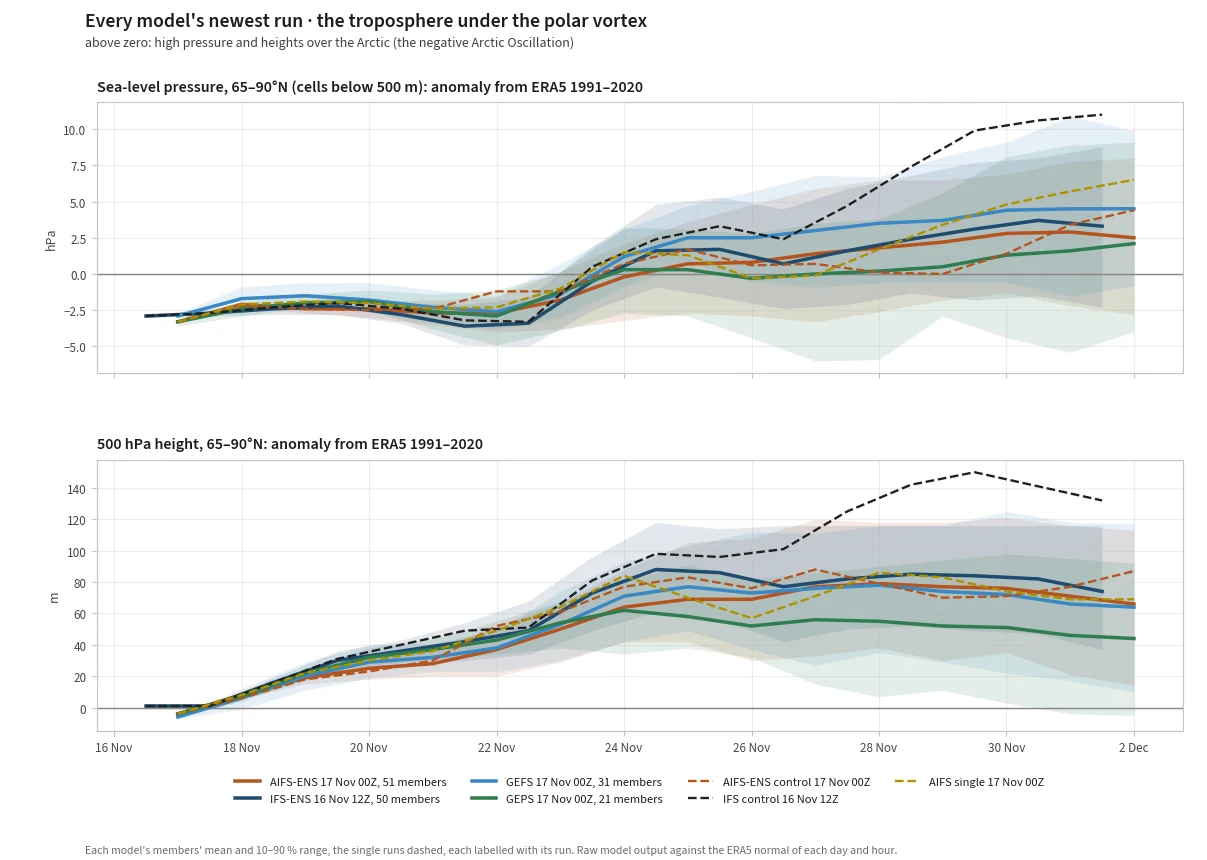 Every model's newest run · the troposphere under the polar vortex
above zero: high pressure and heights over the Arctic (the negative Arctic Oscillation)
Sea-level pressure, 65–90°N (cells below 500 m): anomaly from ERA5 1991–2020
10.0
7.5
5.0
2.5
0.0
−2.5
−5.0
hPa
500 hPa height, 65–90°N: anomaly from ERA5 1991–2020
140
120
100
80
60
40
20
0
m
16 Nov 18 Nov 20 Nov 22 Nov 24 Nov 26 Nov 28 Nov 30 Nov 2 Dec
AIFS-ENS 17 Nov 00Z, 51 members GEFS 17 Nov 00Z, 31 members AIFS-ENS control 17 Nov 00Z AIFS single 17 Nov 00Z
IFS-ENS 16 Nov 12Z, 50 members GEPS 17 Nov 00Z, 21 members IFS control 16 Nov 12Z
Each model's members' mean and 10–90 % range, the single runs dashed, each labelled with its run. Raw model output against the ERA5 normal of each day and hour.